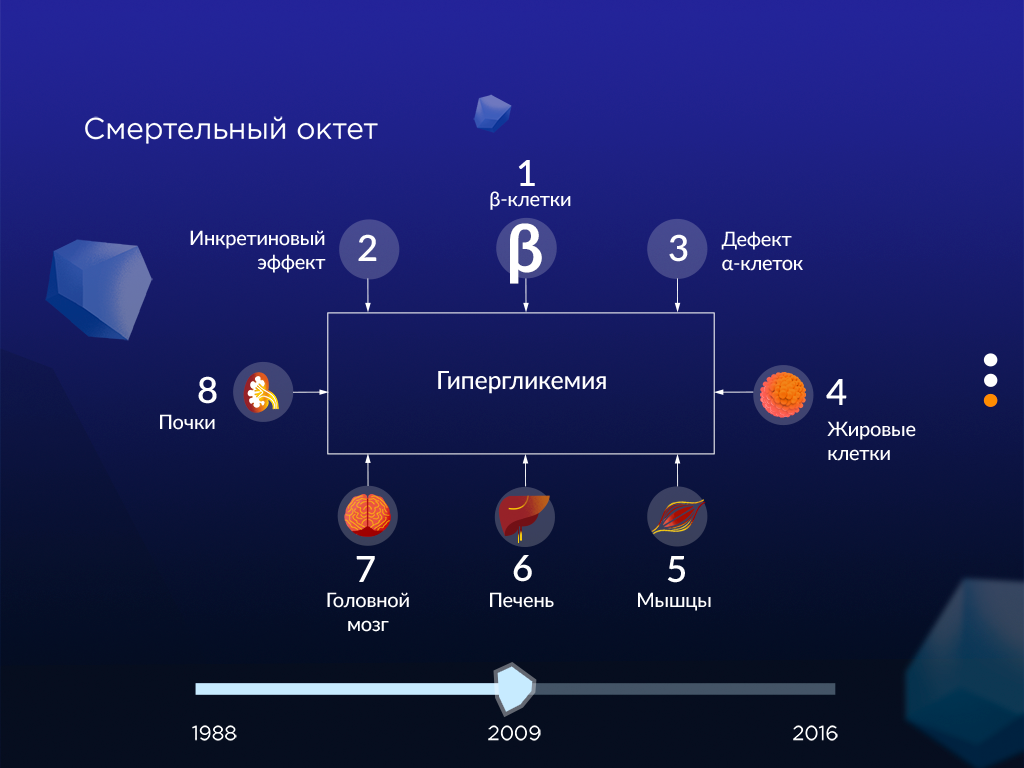 Смертельный октет
1
β-клетки
Инкретиновый
эффект
2
β
3
Дефект
α-клеток
Гипергликемия
8
Почки
4
Жировые
клетки
7
Головной
мозг
6
Печень
5
Мышцы
1988
2009
2016